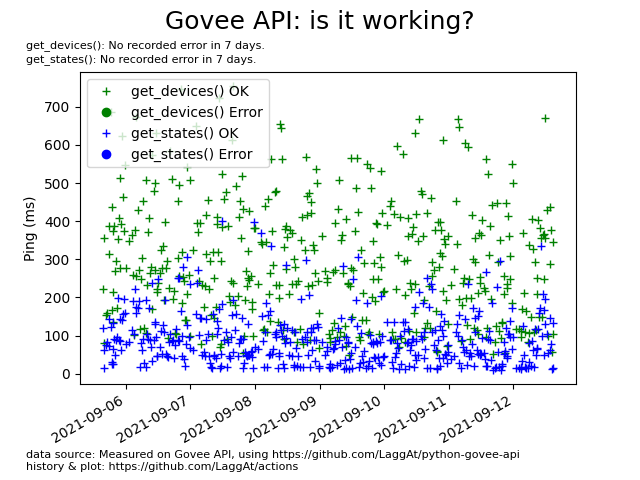 Govee API: is it working?
get_devices(): No recorded error in 7 days.
get_states(): No recorded error in 7 days.
get_devices() OK
get_devices() Error
get_states() OK
get_states() Error
Ping (ms)
700
600
500
400
300
200
100
0
2021-09-06
2021-09-07
2021-09-08
2021-09-09
2021-09-10
2021-09-11
2021-09-12
data source: Measured on Govee API, using https://github.com/LaggAt/python-govee-api
history & plot: https://github.com/LaggAt/actions